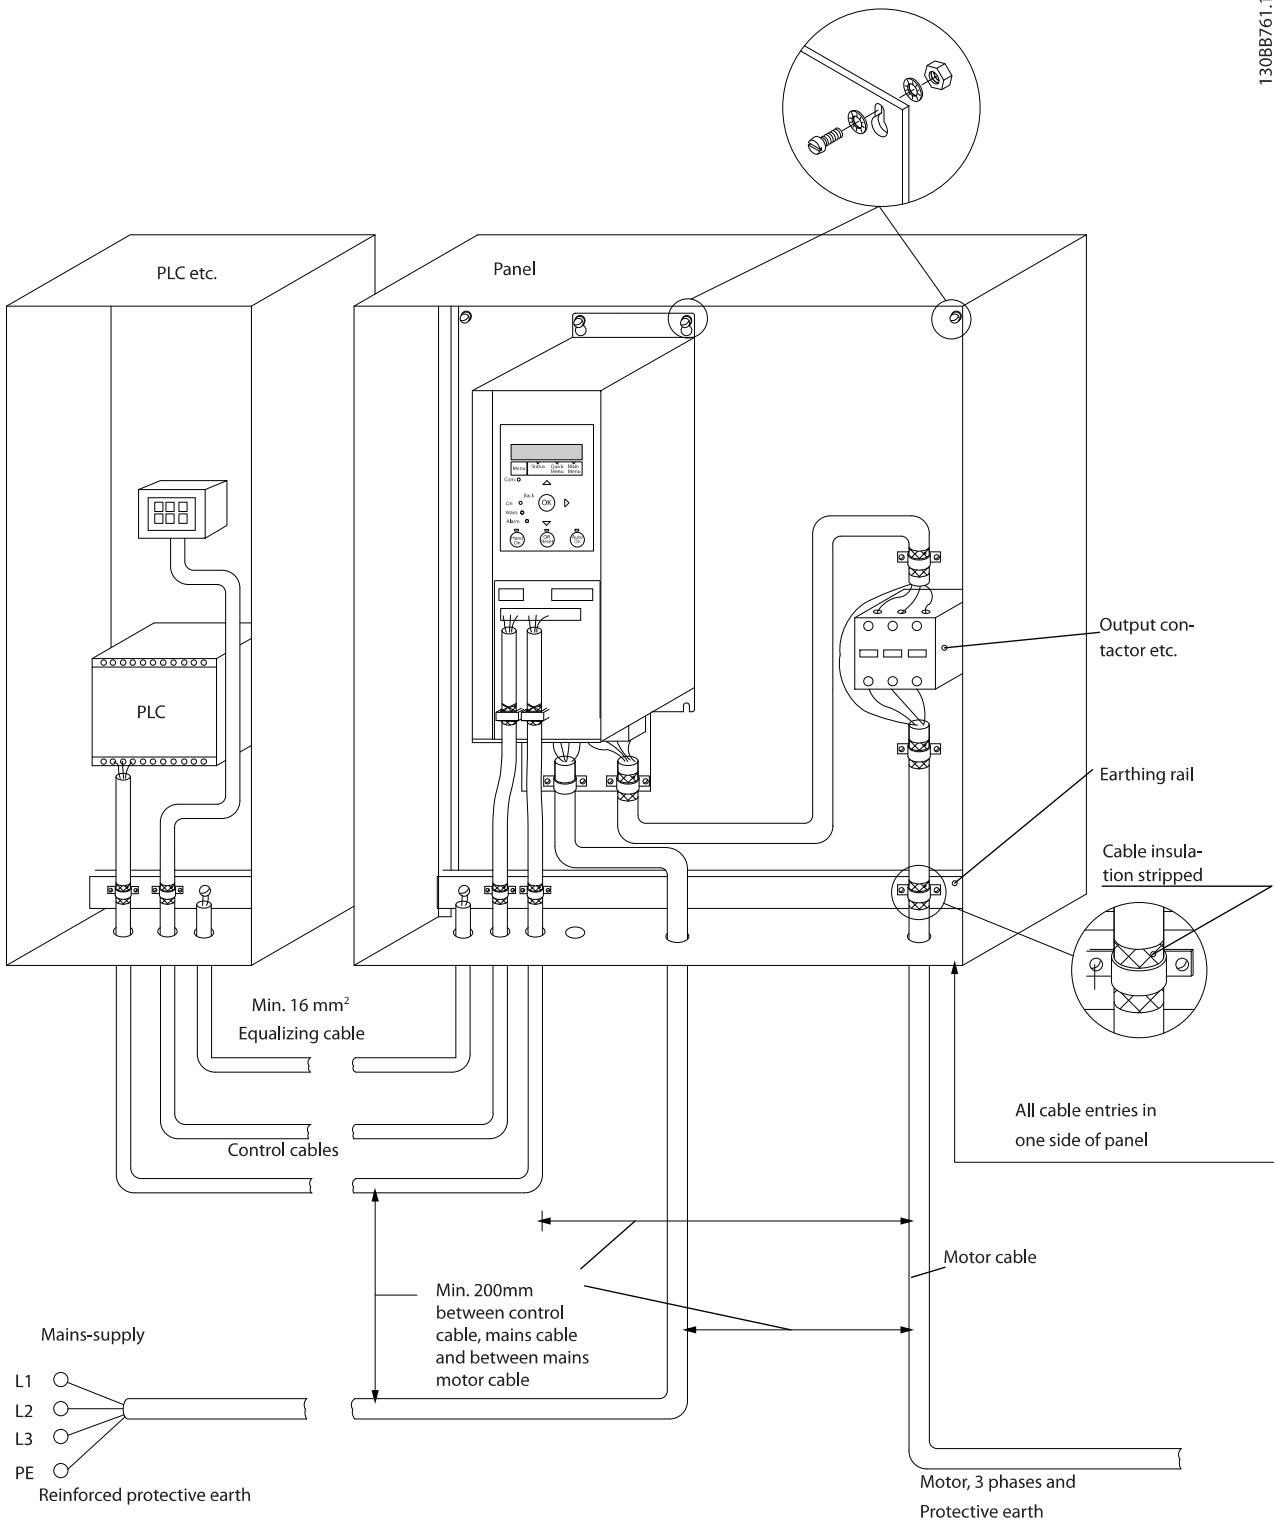 130BB761.1
PLC etc.
Panel
Menu
Status
Quick
Menu
Main
Menu
Com.
Back
On
OK
Warn
Alarm
Hand
On
Off
Reset
Auto
On
PLC
Output con-
tactor etc.
Earthing rail
Cable insula-
tion stripped
Min. 16 mm²
Equalizing cable
Control cables
All cable entries in
one side of panel
Min. 200mm
between control
cable, mains cable
and between mains
motor cable
Motor cable
Mains-supply
L1
L2
L3
PE
Reinforced protective earth
Motor, 3 phases and
Protective earth